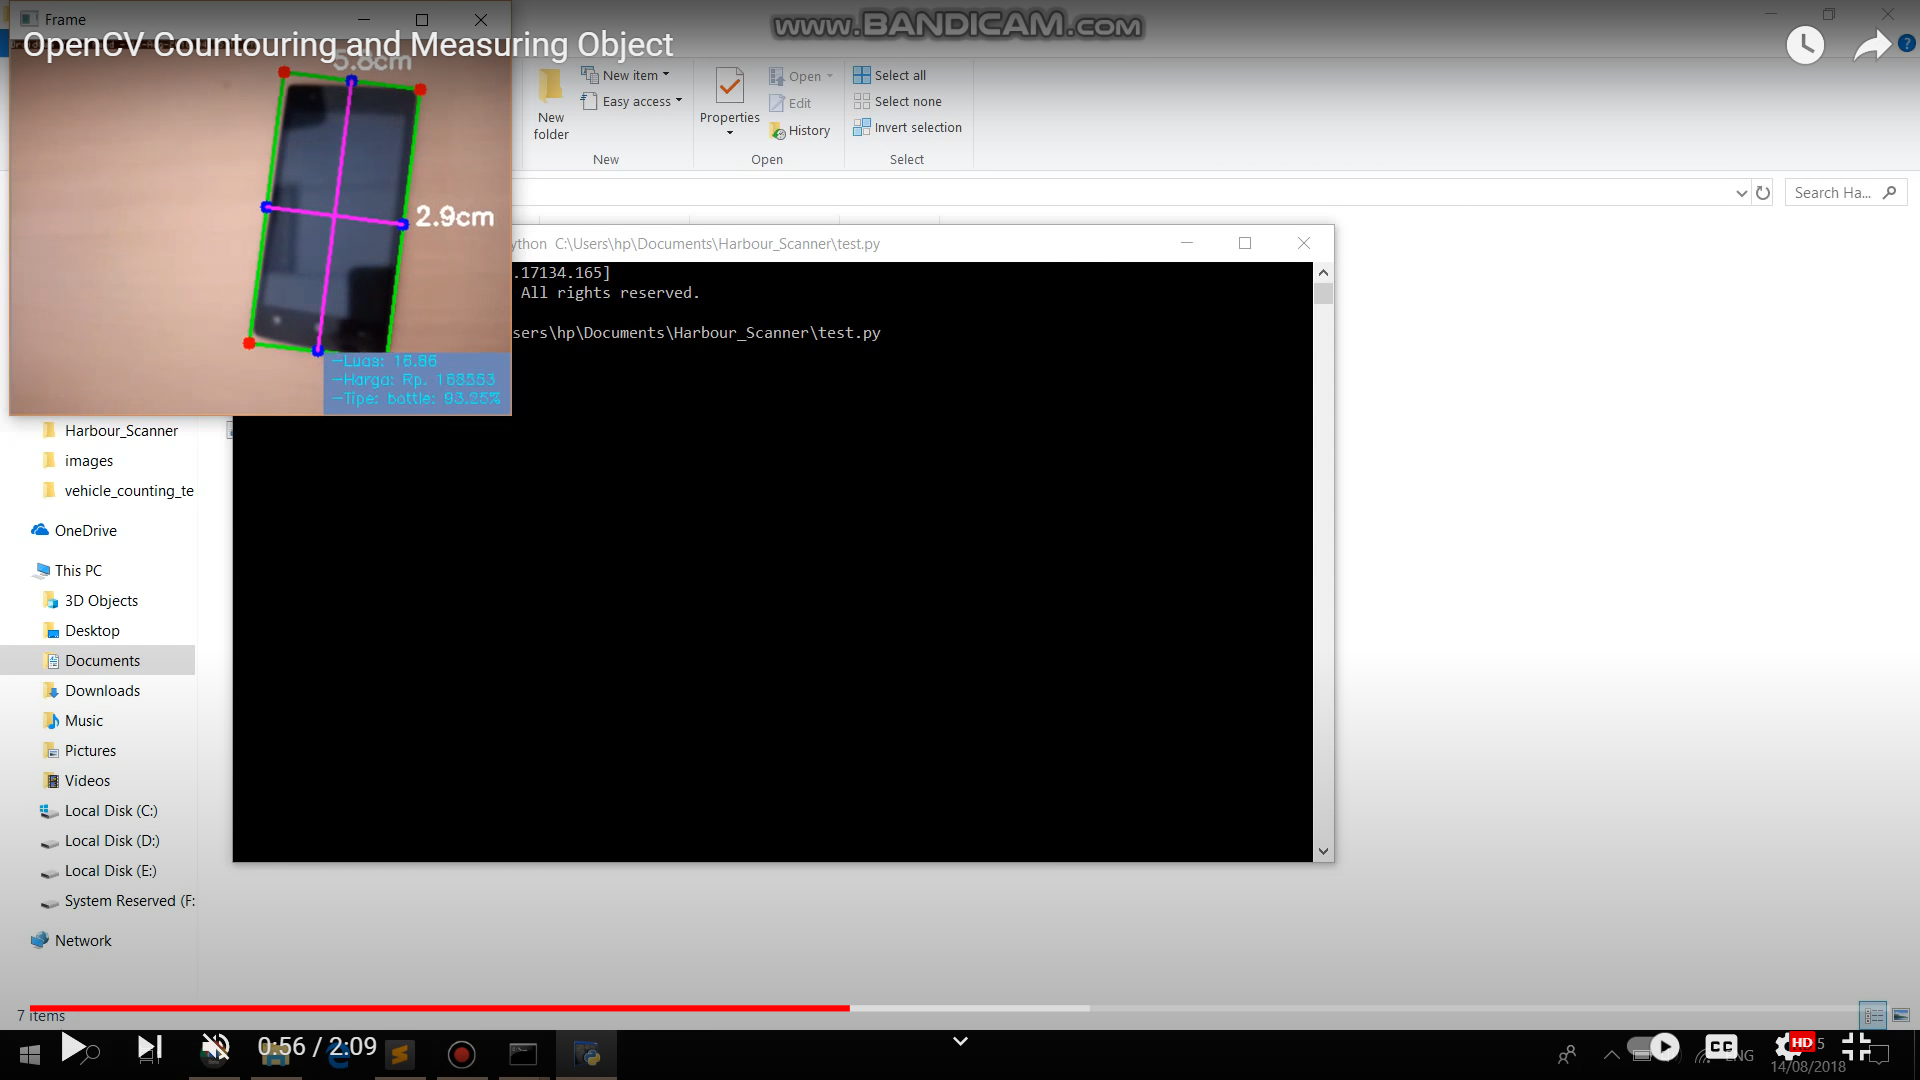 Frame
www.BANDICAM.com
OpenCV Countouring and Measuring Object
5.8cm
2.9cm
-Luas: 16.86
-Harga: Rp. 168553
-Tipe: bottle: 93.25%
New folder
New item
Easy access
New
Properties
Open
Edit
History
Open
Select all
Select none
Invert selection
Select
Search Ha...
ython C:\Users\hp\Documents\Harbour_Scanner\test.py
.17134.165]
All rights reserved.
sers\hp\Documents\Harbour_Scanner\test.py
Harbour_Scanner
images
vehicle_counting_te
OneDrive
This PC
3D Objects
Desktop
Documents
Downloads
Music
Pictures
Videos
Local Disk (C:)
Local Disk (D:)
Local Disk (E:)
System Reserved (F:
Network
7 items
0:56 / 2:09
CC
HD
ENG
14/08/2018